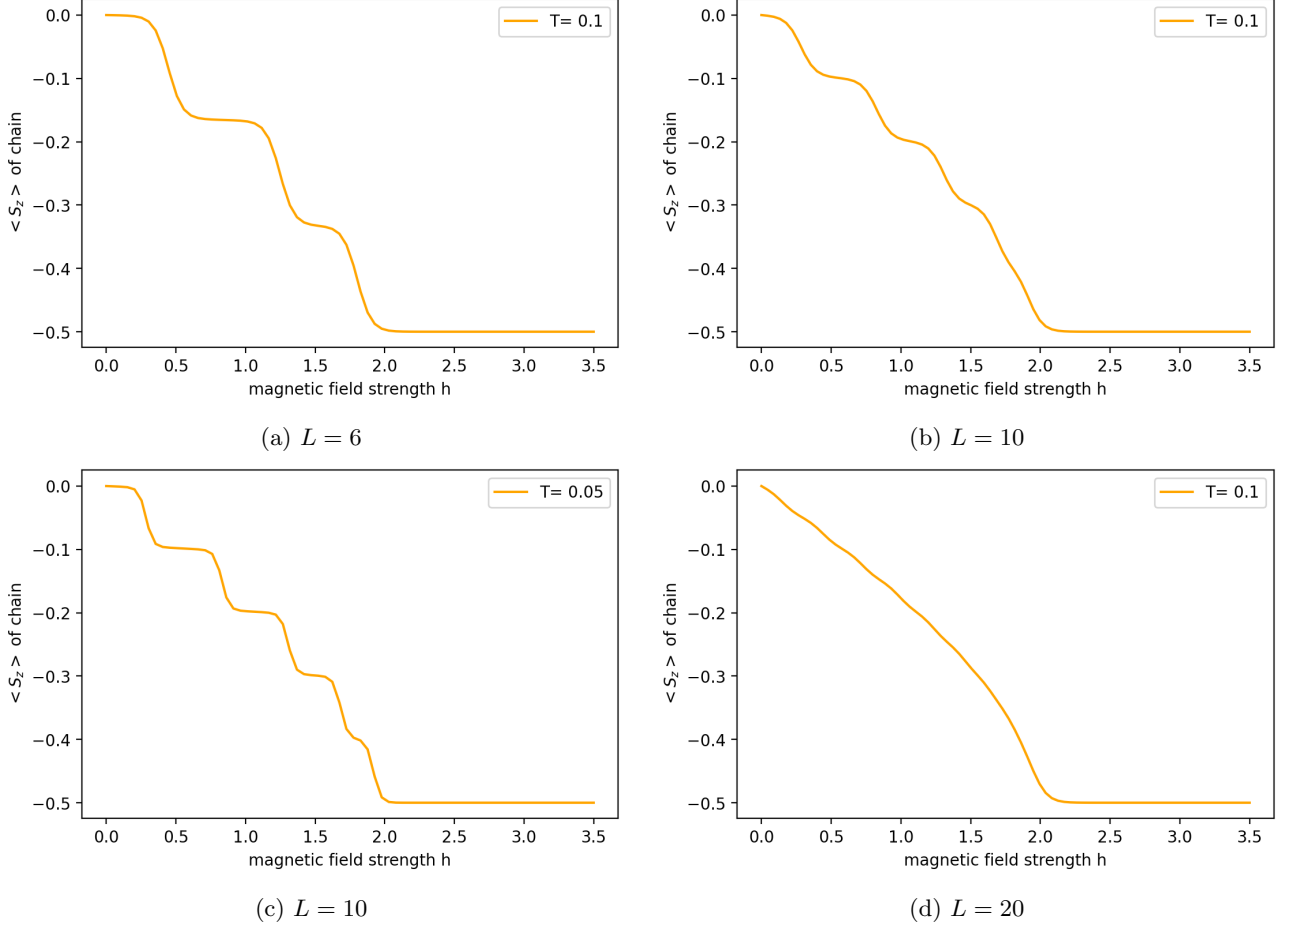 T= 0.1
0.0
−0.1
−0.2
−0.3
−0.4
−0.5
< S_z > of chain
0.0 0.5 1.0 1.5 2.0 2.5 3.0 3.5
magnetic field strength h
(a) L = 6
T= 0.1
0.0
−0.1
−0.2
−0.3
−0.4
−0.5
< S_z > of chain
0.0 0.5 1.0 1.5 2.0 2.5 3.0 3.5
magnetic field strength h
(b) L = 10
T= 0.05
0.0
−0.1
−0.2
−0.3
−0.4
−0.5
< S_z > of chain
0.0 0.5 1.0 1.5 2.0 2.5 3.0 3.5
magnetic field strength h
(c) L = 10
T= 0.1
0.0
−0.1
−0.2
−0.3
−0.4
−0.5
< S_z > of chain
0.0 0.5 1.0 1.5 2.0 2.5 3.0 3.5
magnetic field strength h
(d) L = 20